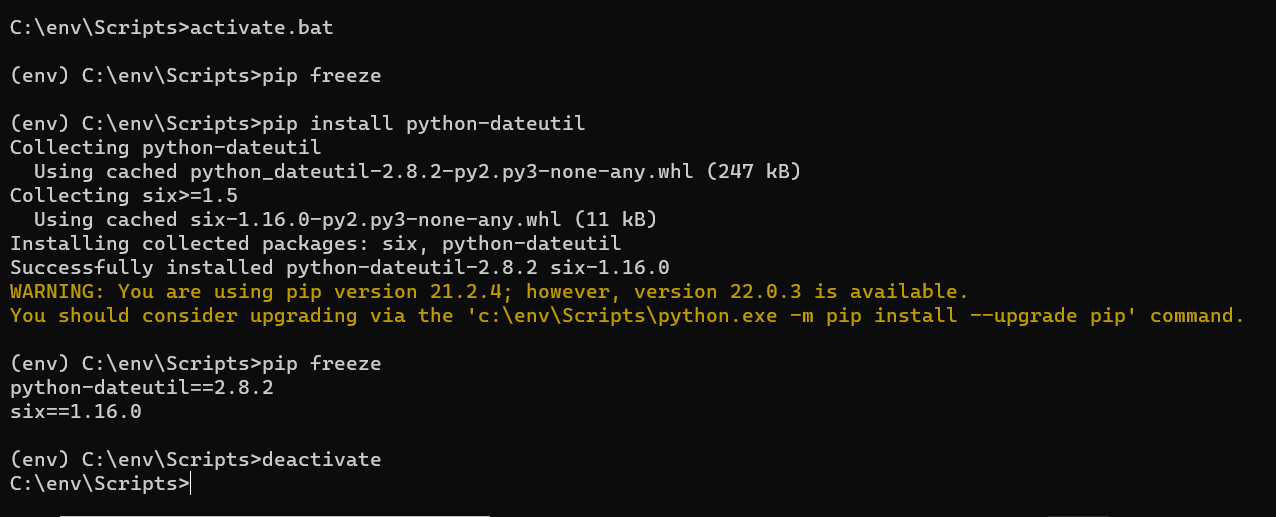 C:\env\Scripts>activate.bat
(env) C:\env\Scripts>pip freeze
(env) C:\env\Scripts>pip install python-dateutil
Collecting python-dateutil
  Using cached python_dateutil-2.8.2-py2.py3-none-any.whl (247 kB)
Collecting six>=1.5
  Using cached six-1.16.0-py2.py3-none-any.whl (11 kB)
Installing collected packages: six, python-dateutil
Successfully installed python-dateutil-2.8.2 six-1.16.0
WARNING: You are using pip version 21.2.4; however, version 22.0.3 is available.
You should consider upgrading via the 'c:\env\Scripts\python.exe -m pip install --upgrade pip' command.
(env) C:\env\Scripts>pip freeze
python-dateutil==2.8.2
six==1.16.0
(env) C:\env\Scripts>deactivate
C:\env\Scripts>